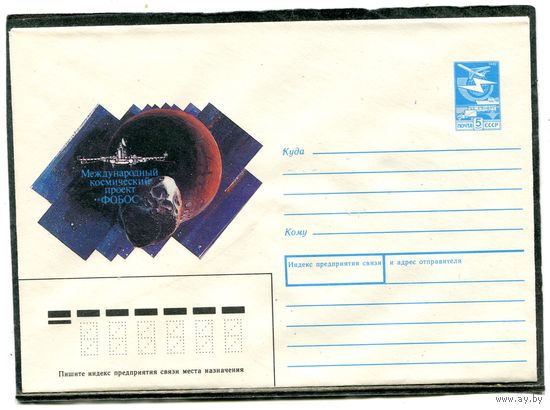 Международный
космический
проект
"ФОБОС"
ПОЧТА 5 СССР
Куда
Кому
Индекс предприятия связи и адрес отправителя
Пишите индекс предприятия связи места назначения
www.ay.by